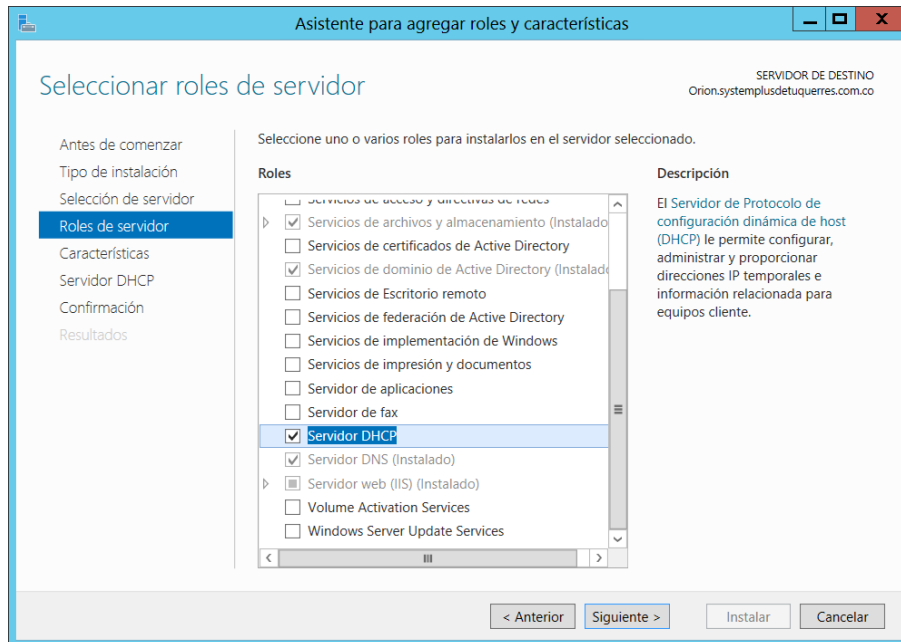 Asistente para agregar roles y características
Seleccionar roles de servidor
SERVIDOR DE DESTINO
Orion.systemplusdetuquerres.com.co
Antes de comenzar
Tipo de instalación
Selección de servidor
Roles de servidor
Características
Servidor DHCP
Confirmación
Resultados
Seleccione uno o varios roles para instalarlos en el servidor seleccionado.
Roles
Servicios de acceso y directivas de redes
Servicios de archivos y almacenamiento (Instalado
Servicios de certificados de Active Directory
Servicios de dominio de Active Directory (Instalado
Servicios de Escritorio remoto
Servicios de federación de Active Directory
Servicios de implementación de Windows
Servicios de impresión y documentos
Servidor de aplicaciones
Servidor de fax
Servidor DHCP
Servidor DNS (Instalado)
Servidor web (IIS) (Instalado)
Volume Activation Services
Windows Server Update Services
Descripción
El Servidor de Protocolo de
configuración dinámica de host
(DHCP) le permite configurar,
administrar y proporcionar
direcciones IP temporales e
información relacionada para
equipos cliente.
< Anterior
Siguiente >
Instalar
Cancelar